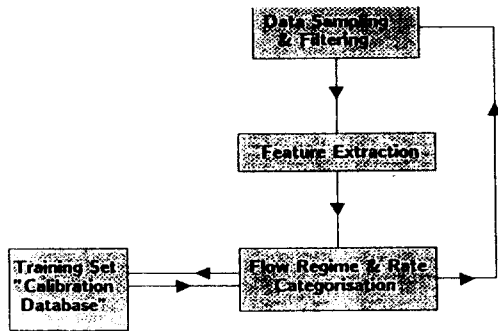 Data Sampling
& Filtering
Feature Extraction
Flow Regime & Rate
Categorisation
Training Set
"Calibration
Database"